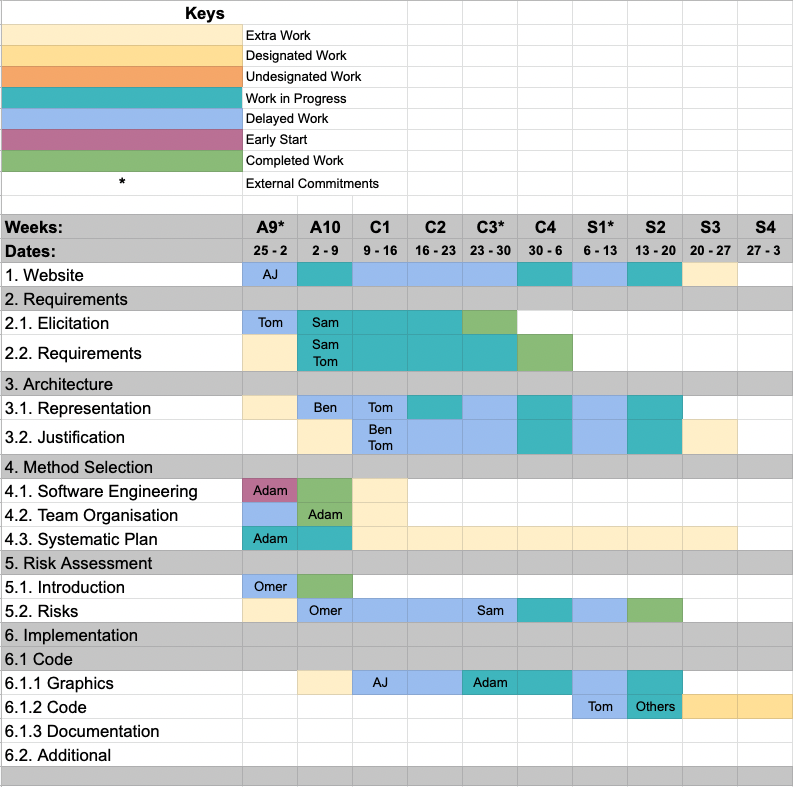 Keys
Extra Work
Designated Work
Undesignated Work
Work in Progress
Delayed Work
Early Start
Completed Work
* External Commitments
Weeks: A9* A10 C1 C2 C3* C4 S1* S2 S3 S4
Dates: 25 - 2 2 - 9 9 - 16 16 - 23 23 - 30 30 - 6 6 - 13 13 - 20 20 - 27 27 - 3
1. Website AJ
2. Requirements
2.1. Elicitation Tom Sam
2.2. Requirements Sam
Tom
3. Architecture
3.1. Representation Ben Tom
3.2. Justification Ben
Tom
4. Method Selection
4.1. Software Engineering Adam
4.2. Team Organisation Adam
4.3. Systematic Plan Adam
5. Risk Assessment
5.1. Introduction Omer
5.2. Risks Omer Sam
6. Implementation
6.1 Code
6.1.1 Graphics AJ Adam
6.1.2 Code Tom Others
6.1.3 Documentation
6.2. Additional